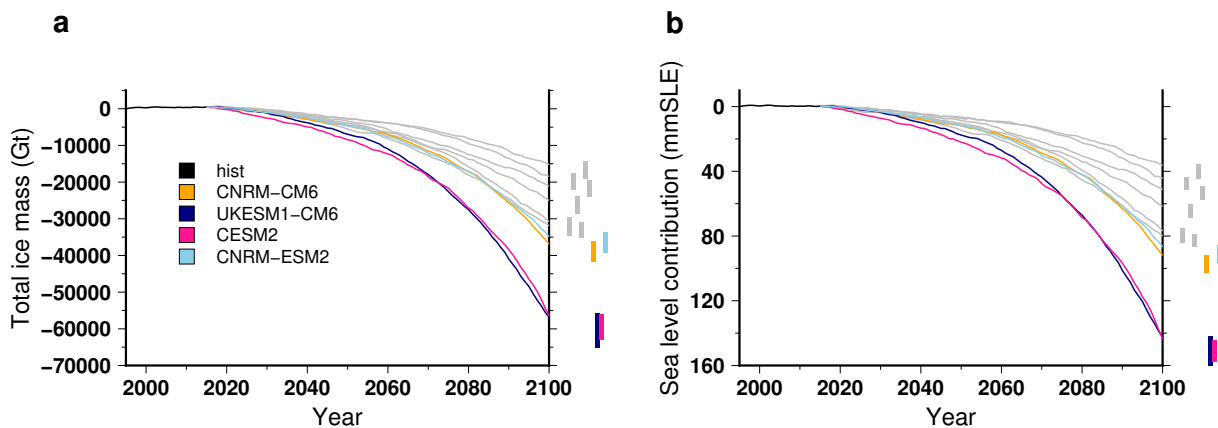 a
Total ice mass (Gt)
0
−10000
−20000
−30000
−40000
−50000
−60000
−70000
hist
CNRM−CM6
UKESM1−CM6
CESM2
CNRM−ESM2
2000 2020 2040 2060 2080 2100
Year
b
Sea level contribution (mmSLE)
0
40
80
120
160
2000 2020 2040 2060 2080 2100
Year